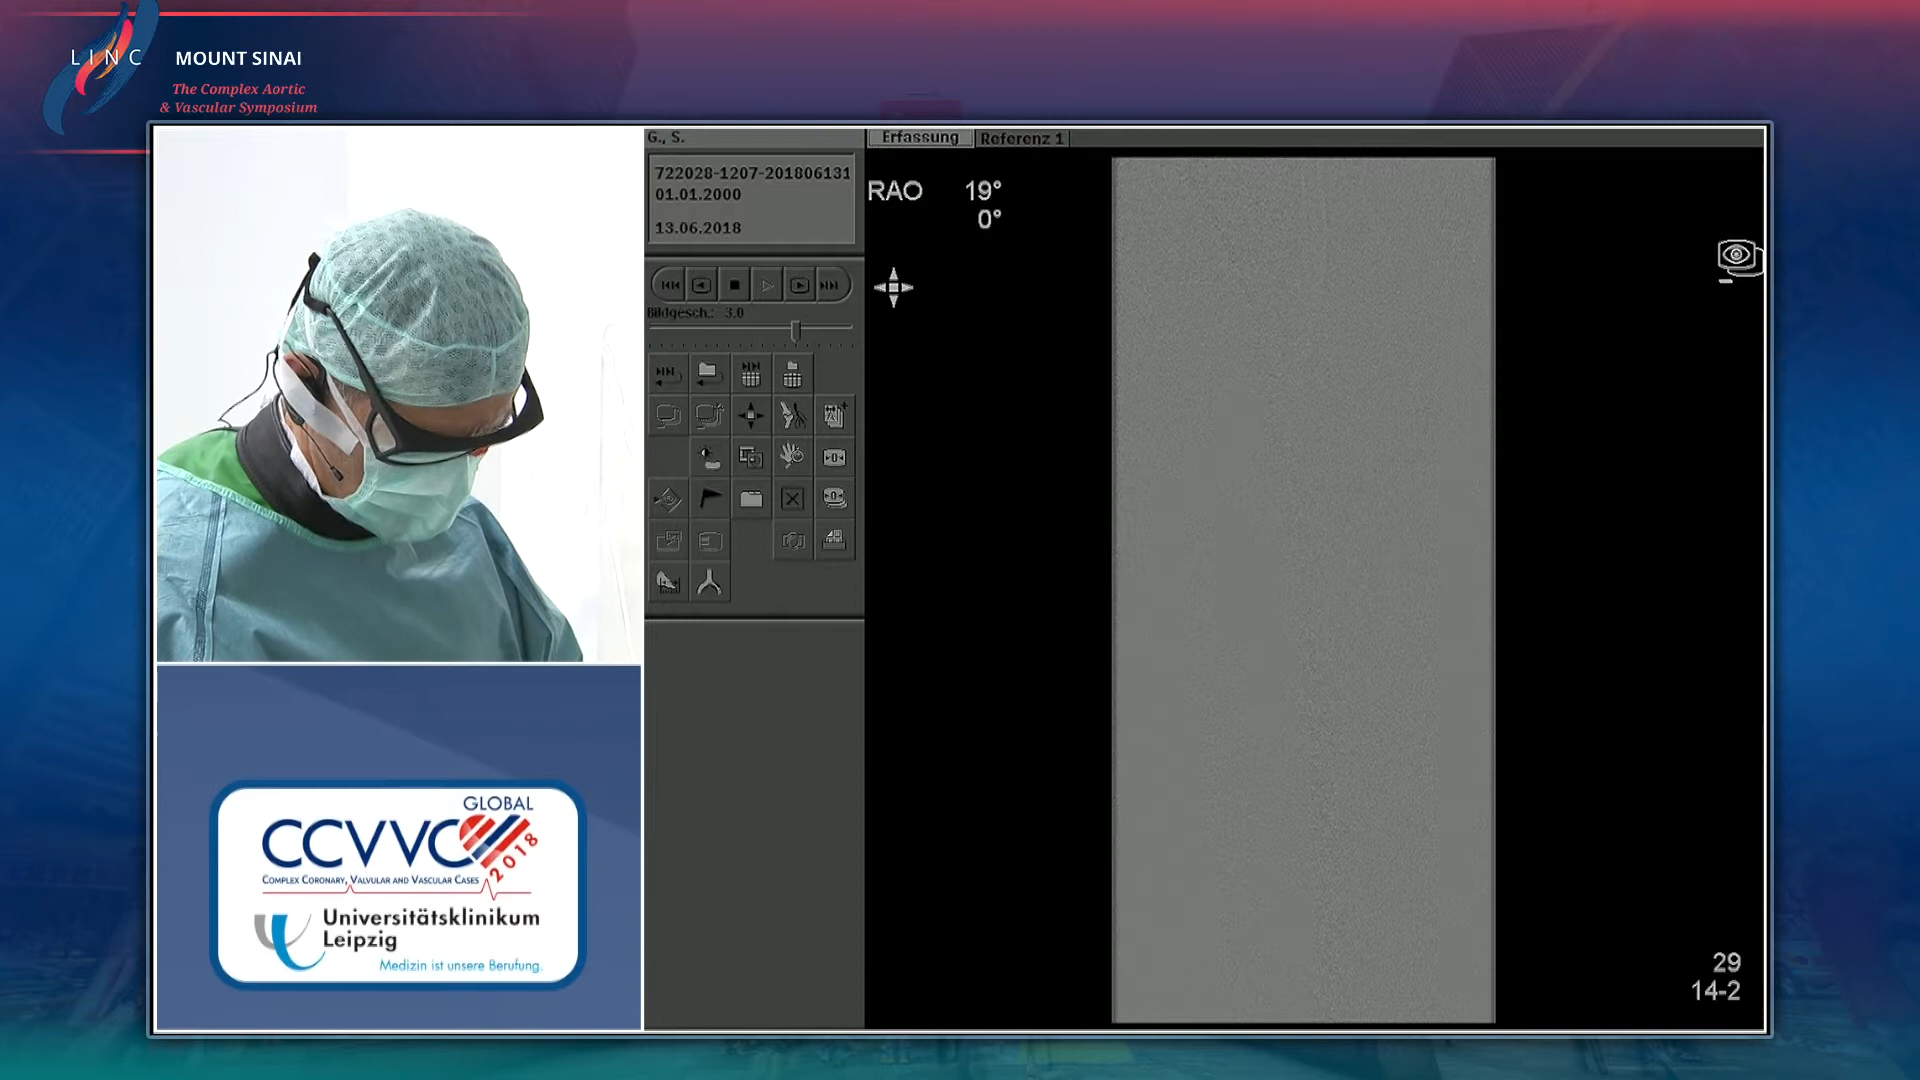 LINC
MOUNT SINAI
The Complex Aortic
& Vascular Symposium
G., S.
722028-1207-201806131
01.01.2000
13.06.2018
Bildgesch.: 3.0
Erfassung
Referenz 1
RAO 19°
0°
29
14-2
GLOBAL
CCVVC
2018
COMPLEX CORONARY, VALVULAR AND VASCULAR CASES
Universitätsklinikum
Leipzig
Medizin ist unsere Berufung.